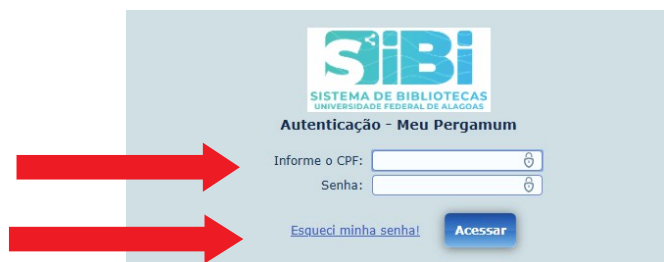 SiBi
SISTEMA DE BIBLIOTECAS
UNIVERSIDADE FEDERAL DE ALAGOAS
Autenticação - Meu Pergamum
Informe o CPF:
Senha:
Esqueci minha senha! Acessar